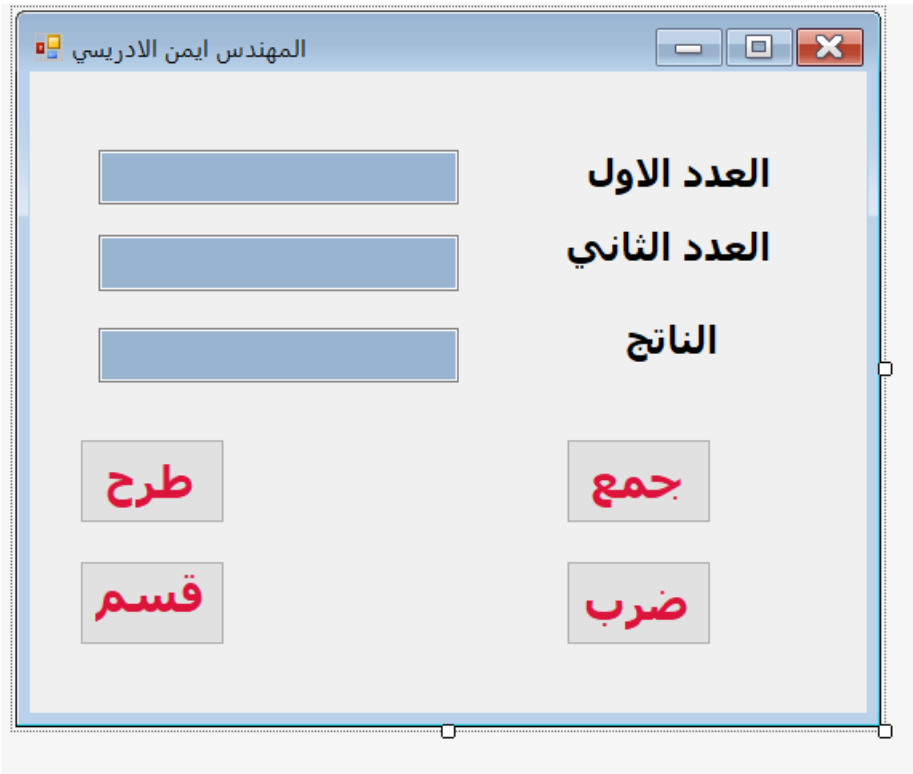 المهندس ايمن الادريسي
العدد الاول
العدد الثاني
الناتج
جمع
طرح
ضرب
قسم